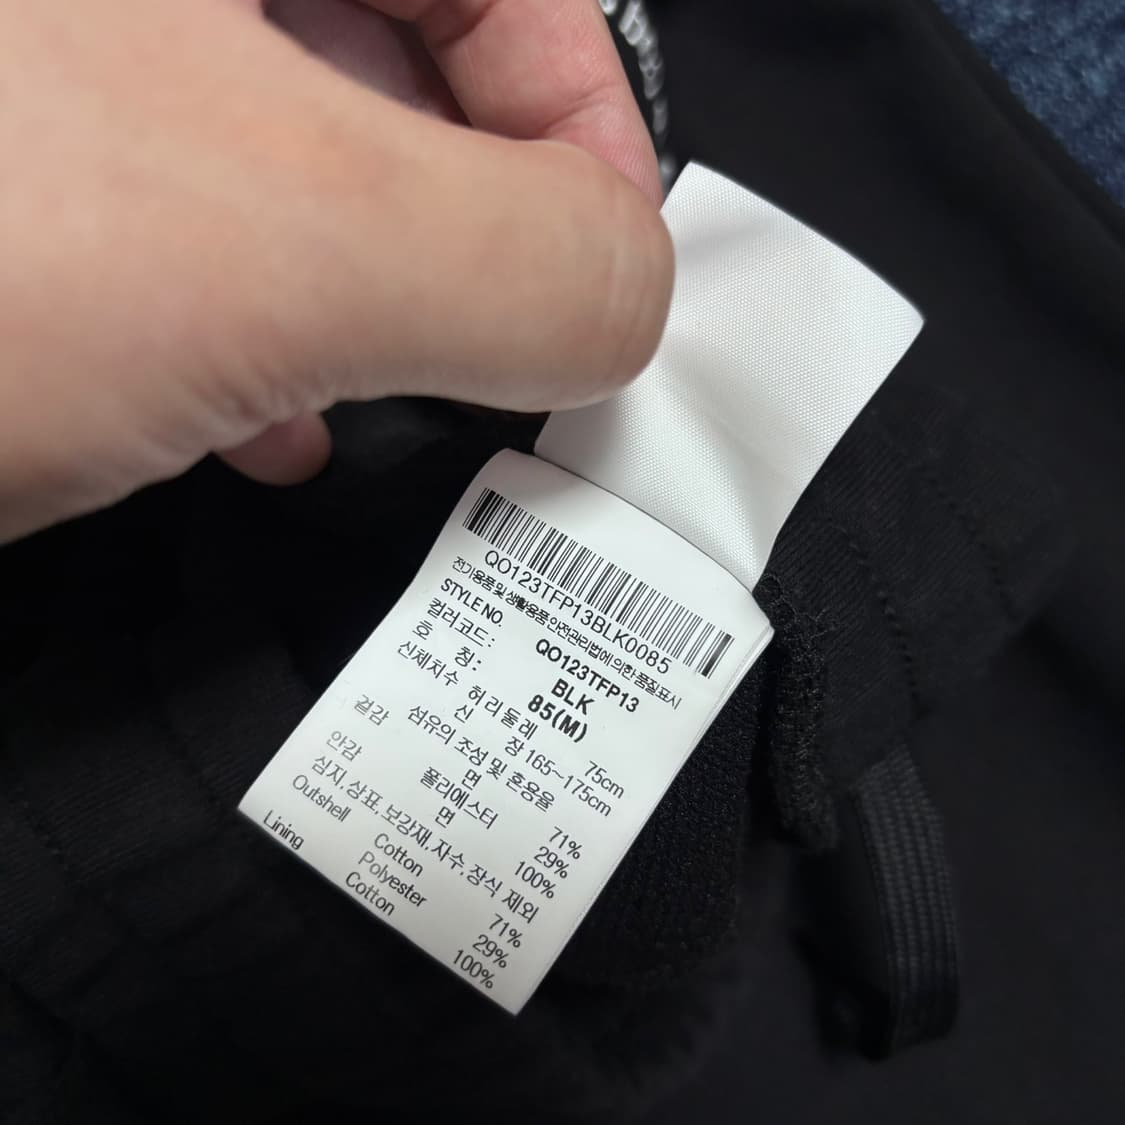 QO123TFP13BLK0085
전기용품 및 생활용품 안전관리법에 의한 품질표시
STYLE NO. QO123TFP13
컬러코드: BLK
호 칭: 85(M)
신체치수 허리둘레 75cm
신 장 165~175cm
섬유의 조성 및 혼용율
겉감 면 71%
폴리에스터 29%
안감 면 100%
심지,상표,보강재,자수,장식 제외
Outshell Cotton 71%
Polyester 29%
Lining Cotton 100%